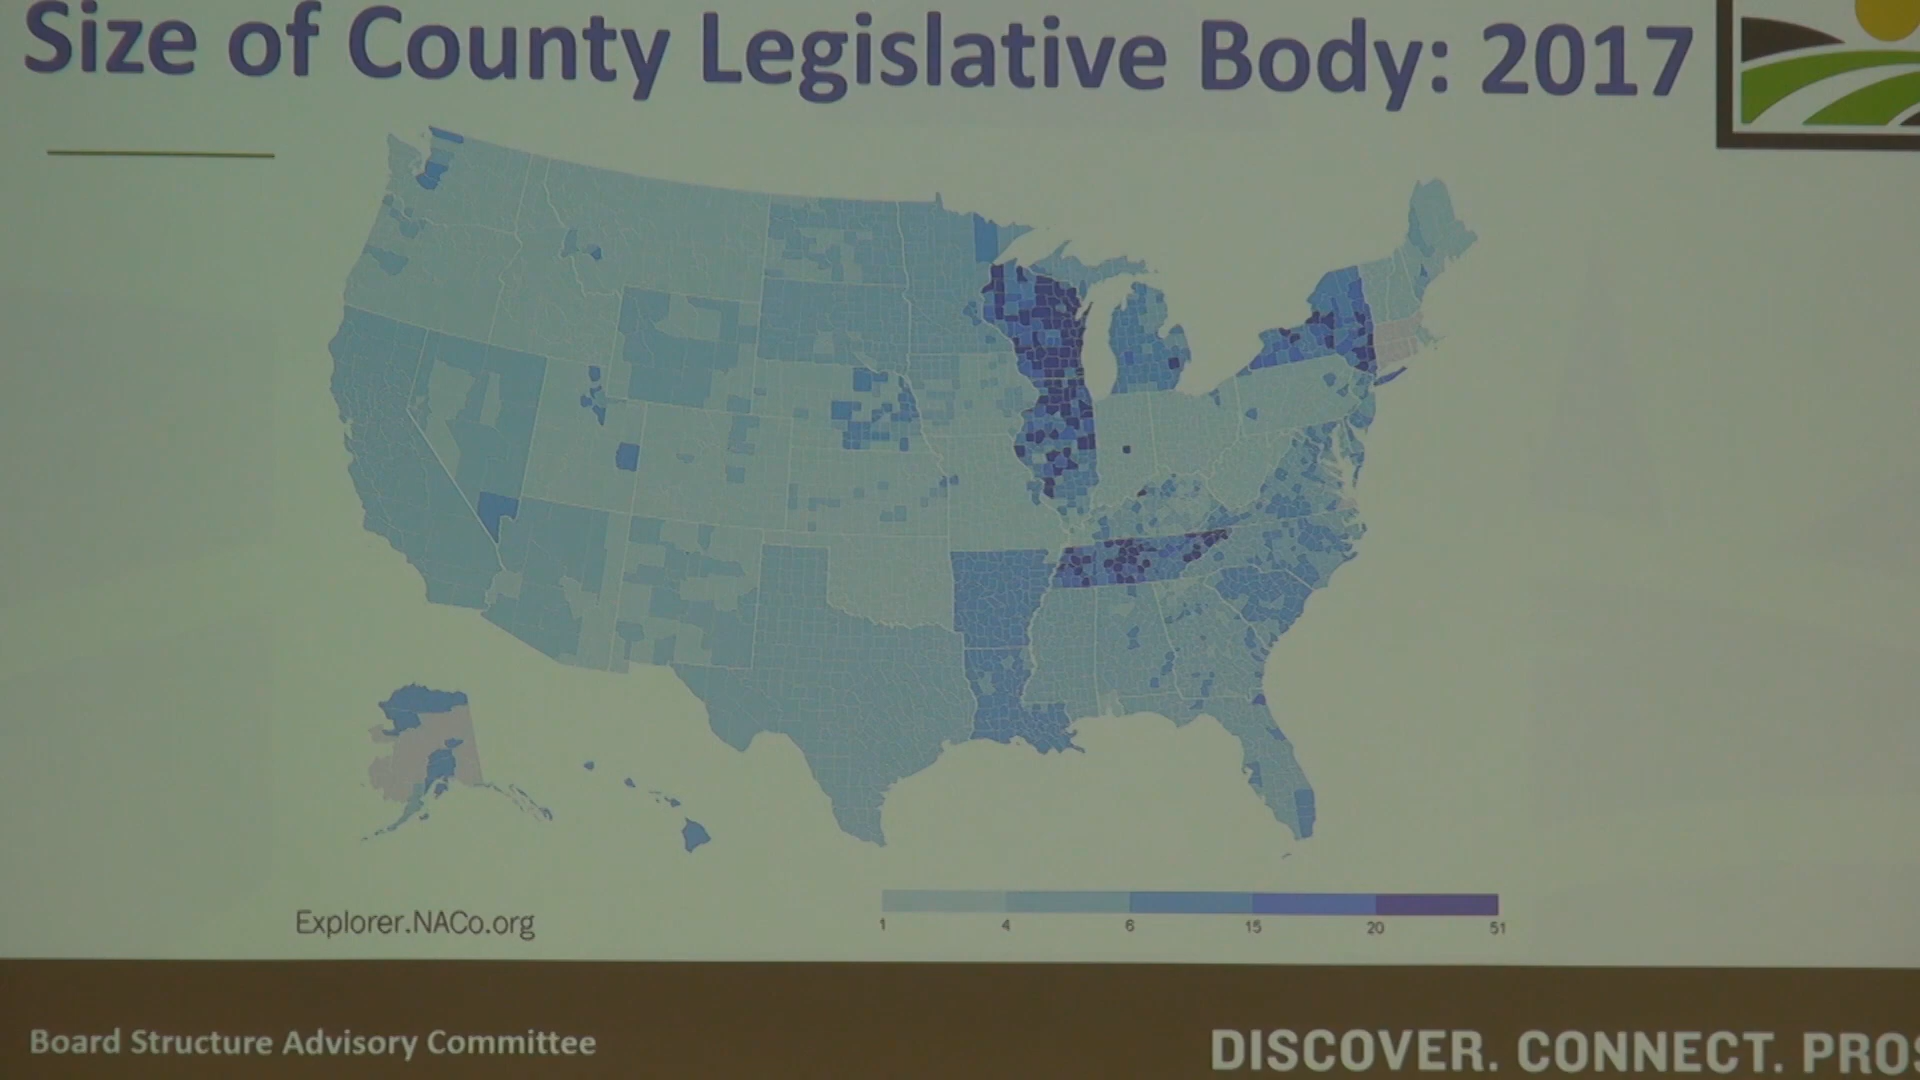 Size of County Legislative Body: 2017
Explorer.NACo.org
1 4 6 15 20 51
Board Structure Advisory Committee
DISCOVER. CONNECT. PROS